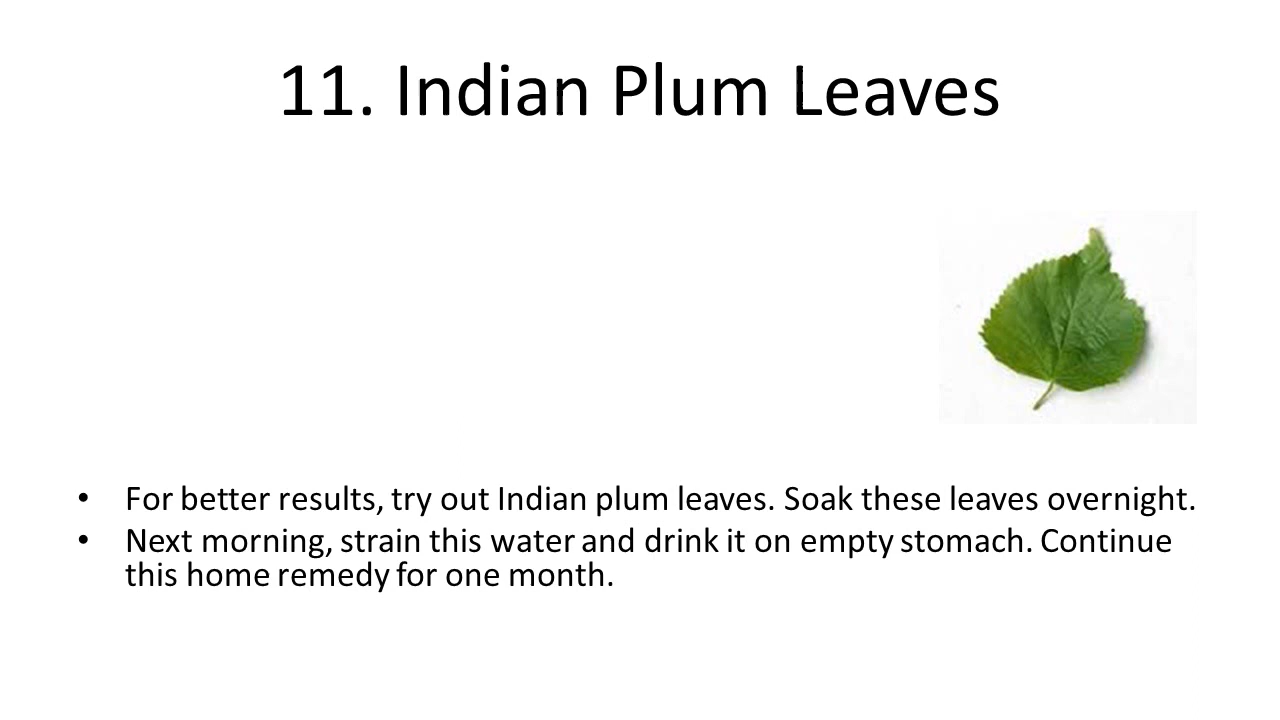 11. Indian Plum Leaves
• For better results, try out Indian plum leaves. Soak these leaves overnight.
• Next morning, strain this water and drink it on empty stomach. Continue
this home remedy for one month.